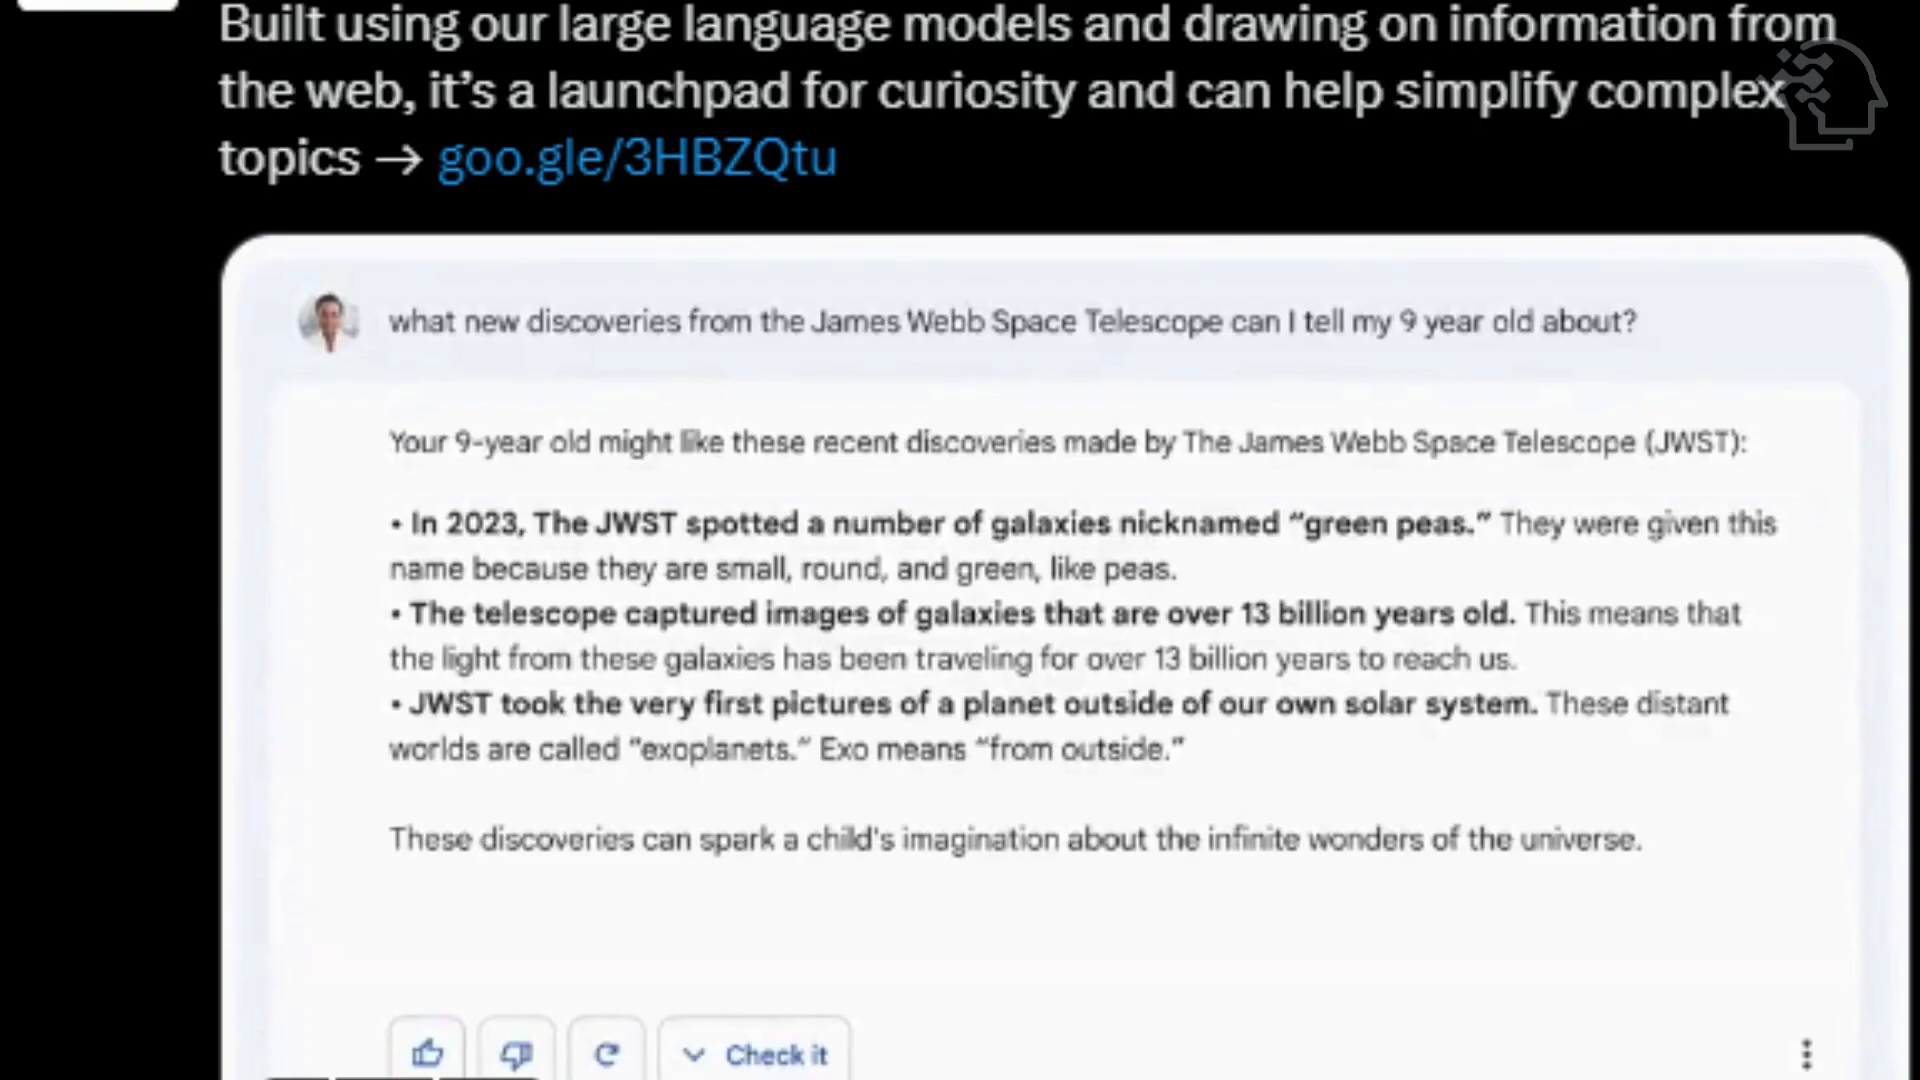 Built using our large language models and drawing on information from
the web, it’s a launchpad for curiosity and can help simplify complex
topics → goo.gle/3HBZQtu
what new discoveries from the James Webb Space Telescope can I tell my 9 year old about?
Your 9-year old might like these recent discoveries made by The James Webb Space Telescope (JWST):
• In 2023, The JWST spotted a number of galaxies nicknamed “green peas.” They were given this
name because they are small, round, and green, like peas.
• The telescope captured images of galaxies that are over 13 billion years old. This means that
the light from these galaxies has been traveling for over 13 billion years to reach us.
• JWST took the very first pictures of a planet outside of our own solar system. These distant
worlds are called “exoplanets.” Exo means “from outside.”
These discoveries can spark a child's imagination about the infinite wonders of the universe.
Check it